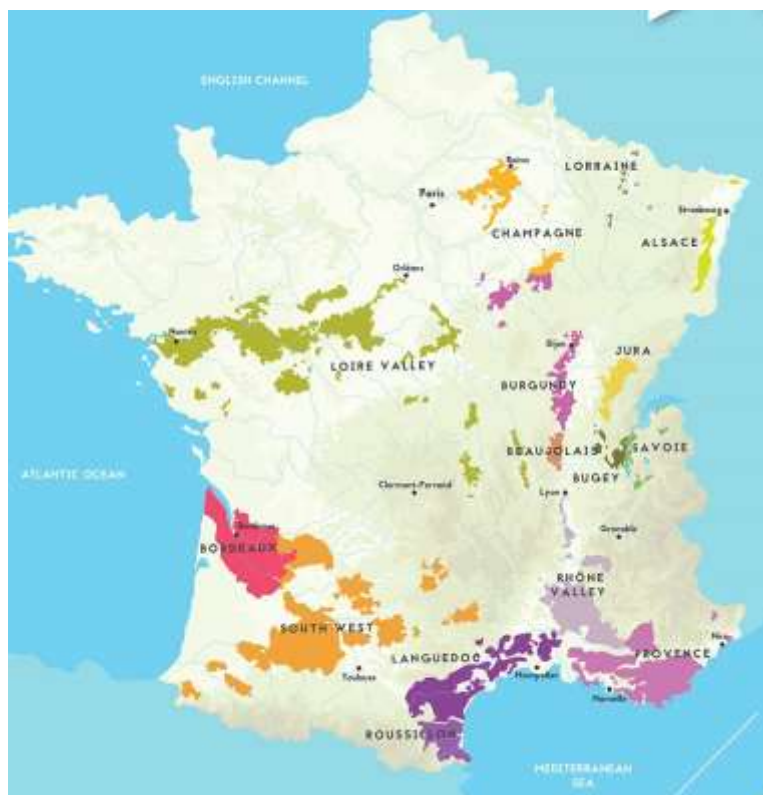 ENGLISH CHANNEL
Reims
LORRAINE
Paris
Strasbourg
CHAMPAGNE
ALSACE
Orléans
Nantes
Dijon
JURA
LOIRE VALLEY
BURGUNDY
BEAUJOLAIS
SAVOIE
ATLANTIC OCEAN
BUGEY
Clermont-Ferrand
Lyon
Bordeaux
Grenoble
BORDEAUX
RHÔNE
VALLEY
SOUTH WEST
Nice
LANGUEDOC
PROVENCE
Toulouse
Montpellier
Marseille
ROUSSILLON
MEDITERRANEAN
SEA